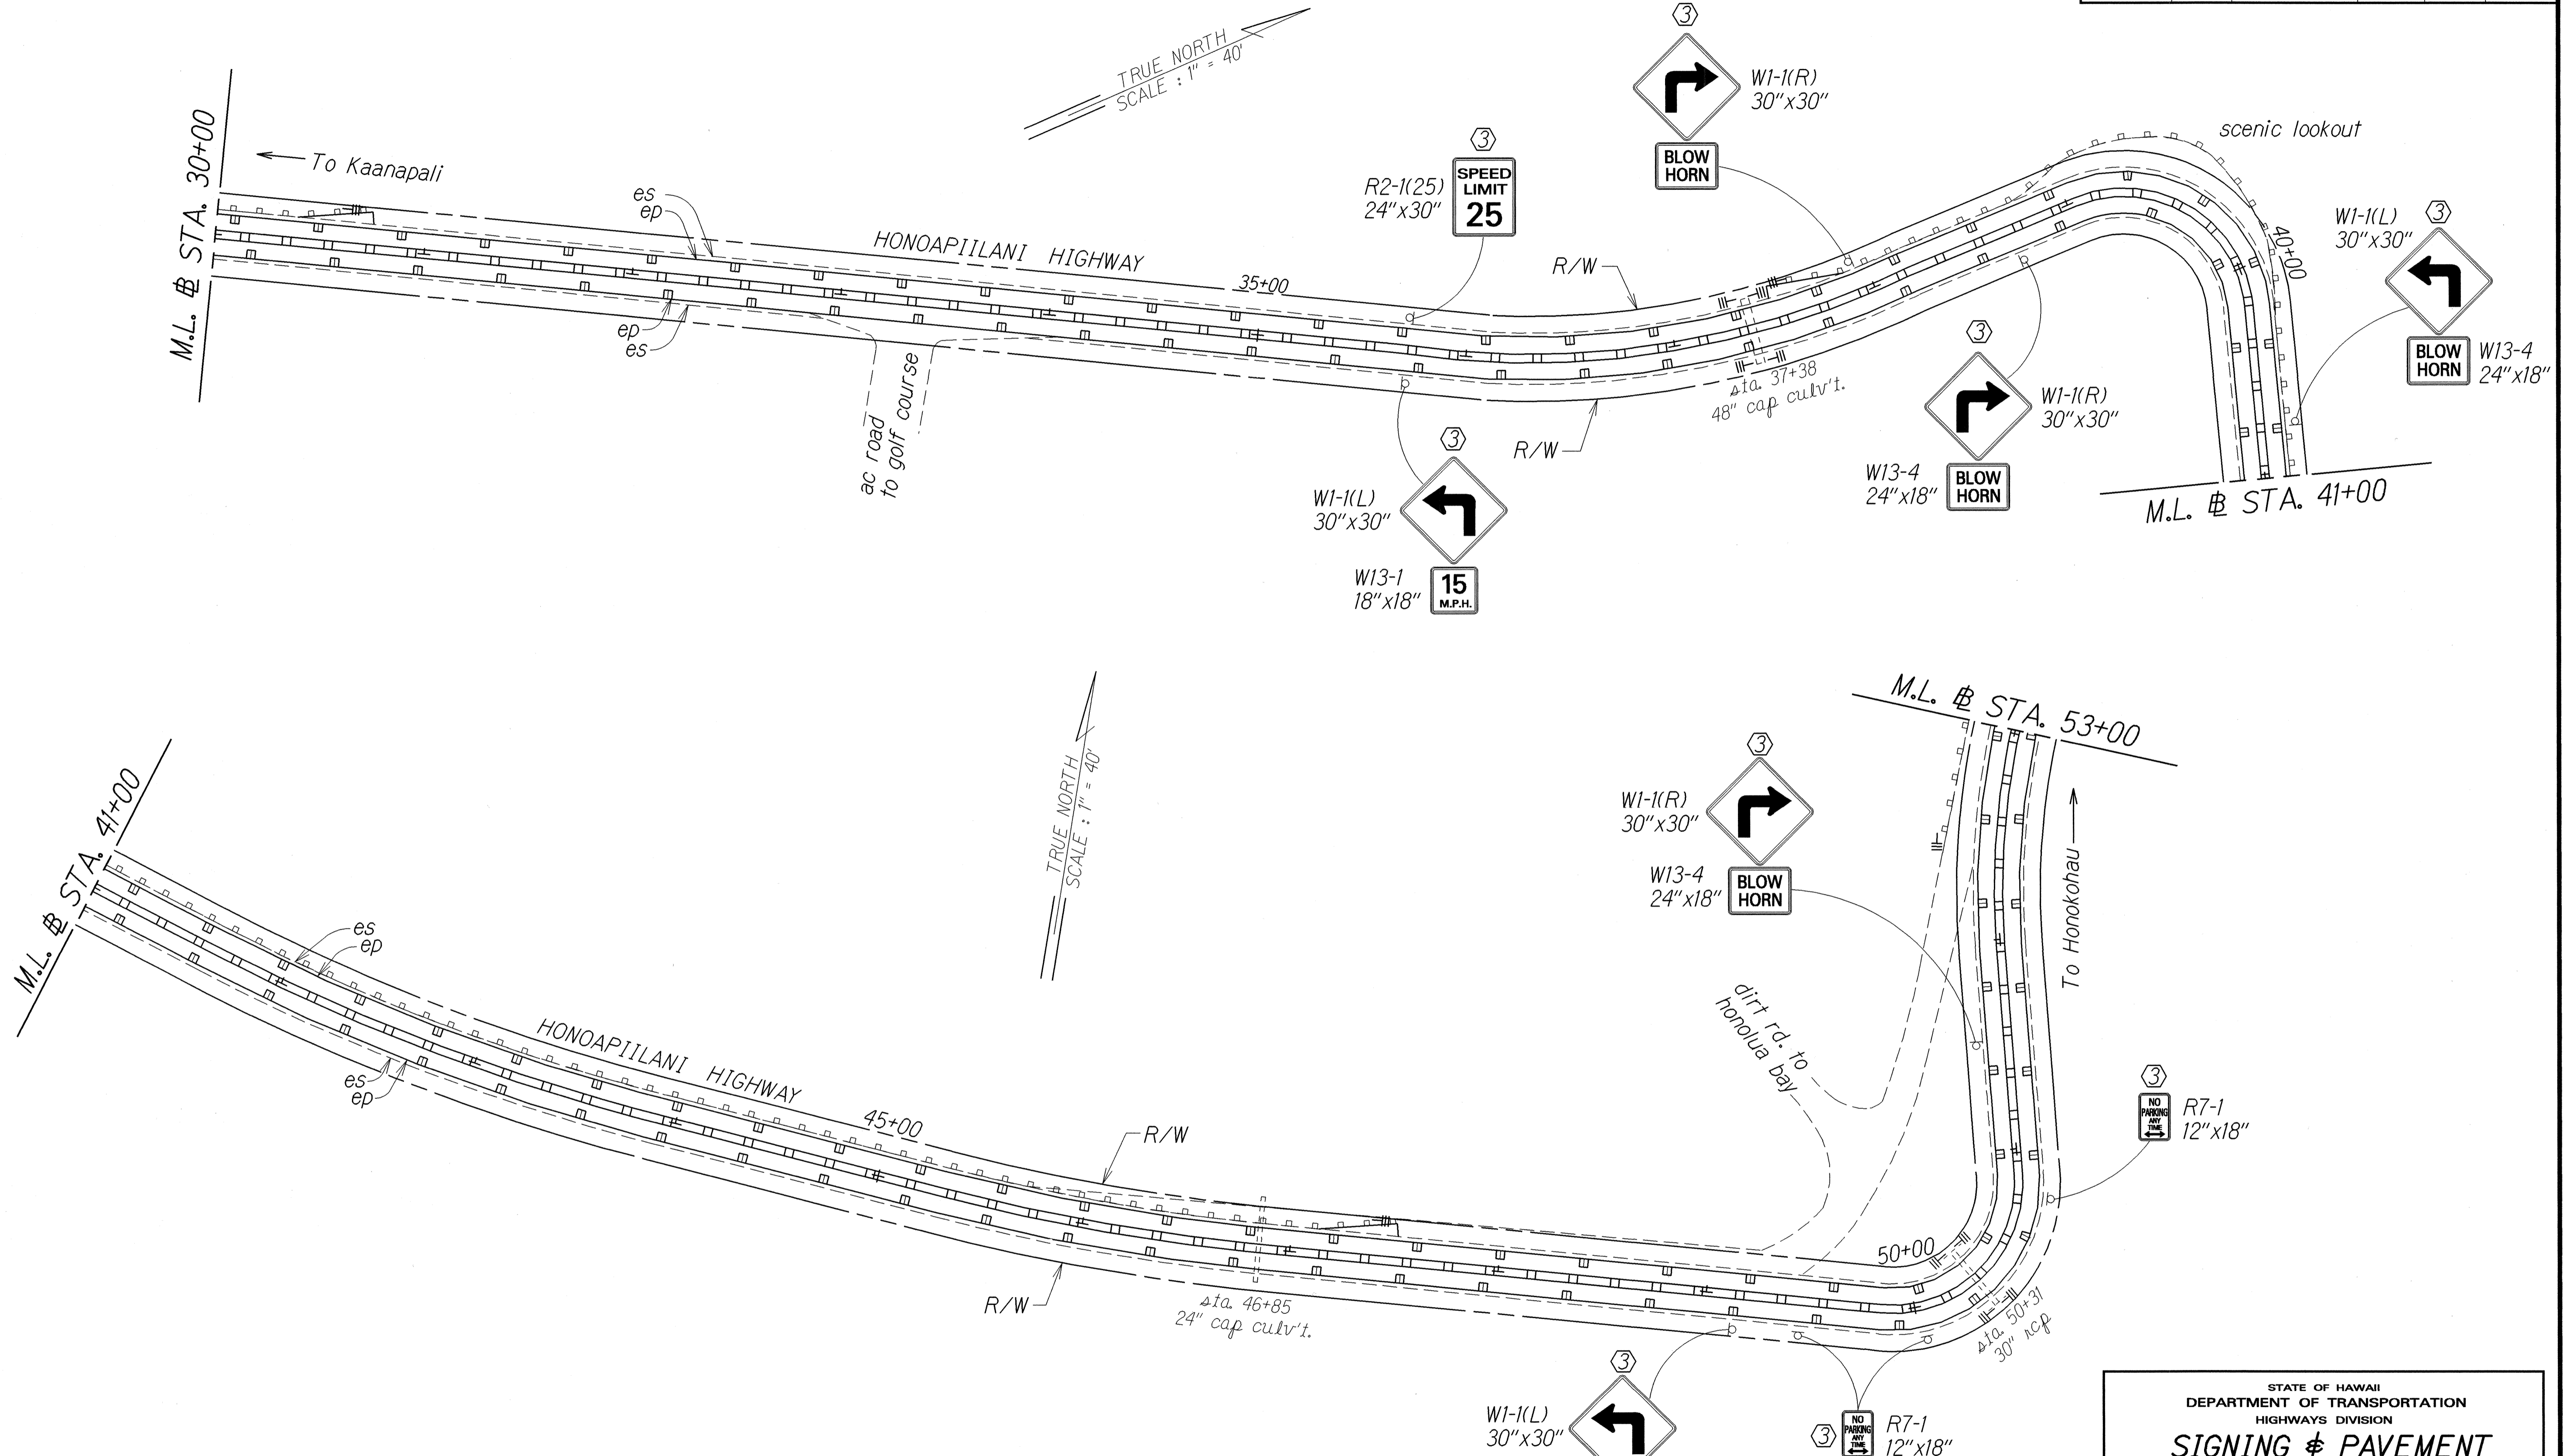 TRUE NORTH
SCALE : 1" = 40'
M.L. BL STA. 30+00
To Kaanapali
es
ep
HONOAPIILANI HIGHWAY
35+00
ep
es
ac road
to golf course
3
SPEED
LIMIT
25
R2-1(25)
24"x30"
3
W1-1(R)
30"x30"
BLOW
HORN
R/W
R/W
sta. 37+38
48" cap culv't.
3
W1-1(L)
30"x30"
W13-1
18"x18"
15
M.P.H.
3
W1-1(R)
30"x30"
W13-4
24"x18"
BLOW
HORN
scenic lookout
40+00
3
W1-1(L)
30"x30"
BLOW
HORN
W13-4
24"x18"
M.L. BL STA. 41+00
TRUE NORTH
SCALE : 1" = 40'
M.L. BL STA. 41+00
es
ep
es
ep
HONOAPIILANI HIGHWAY
45+00
R/W
R/W
sta. 46+85
24" cap culv't.
3
W1-1(R)
30"x30"
W13-4
24"x18"
BLOW
HORN
dirt rd. to
honolua bay
M.L. BL STA. 53+00
To Honokohau
3
NO
PARKING
ANY
TIME
R7-1
12"x18"
50+00
sta. 50+31
30" rcp
3
W1-1(L)
30"x30"
3
NO
PARKING
ANY
TIME
R7-1
12"x18"
STATE OF HAWAII
DEPARTMENT OF TRANSPORTATION
HIGHWAYS DIVISION
SIGNING & PAVEMENT